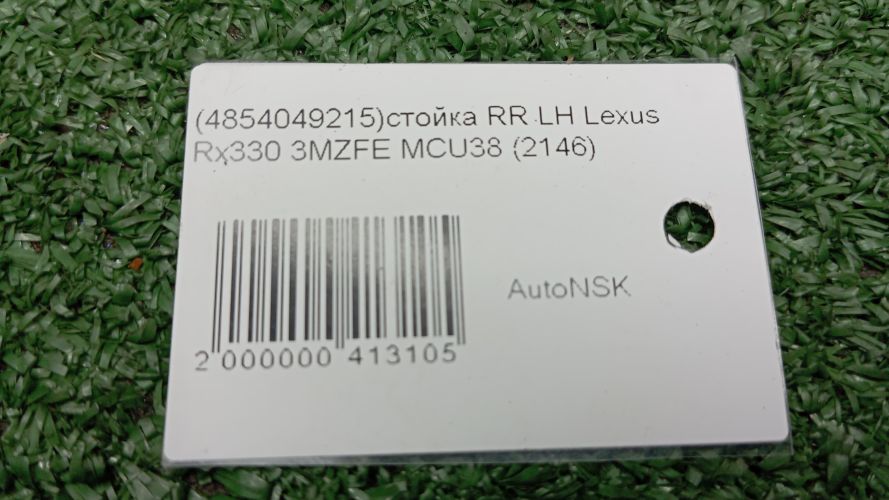 (4854049215)стойка RR LH Lexus
Rx330 3MZFE MCU38 (2146)
AutoNSK
2 000000 413105